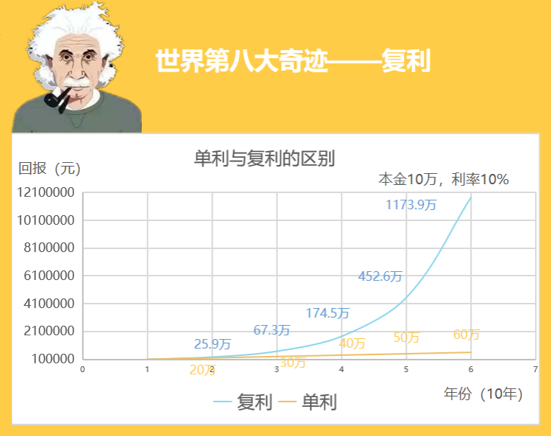 世界第八大奇迹——复利
单利与复利的区别
回报（元）
本金10万，利率10%
12100000
1173.9万
10100000
8100000
452.6万
6100000
174.5万
4100000
67.3万
50万
60万
2100000
25.9万
40万
100000
20万
30万
0 1 2 3 4 5 6 7
年份（10年）
复利 单利